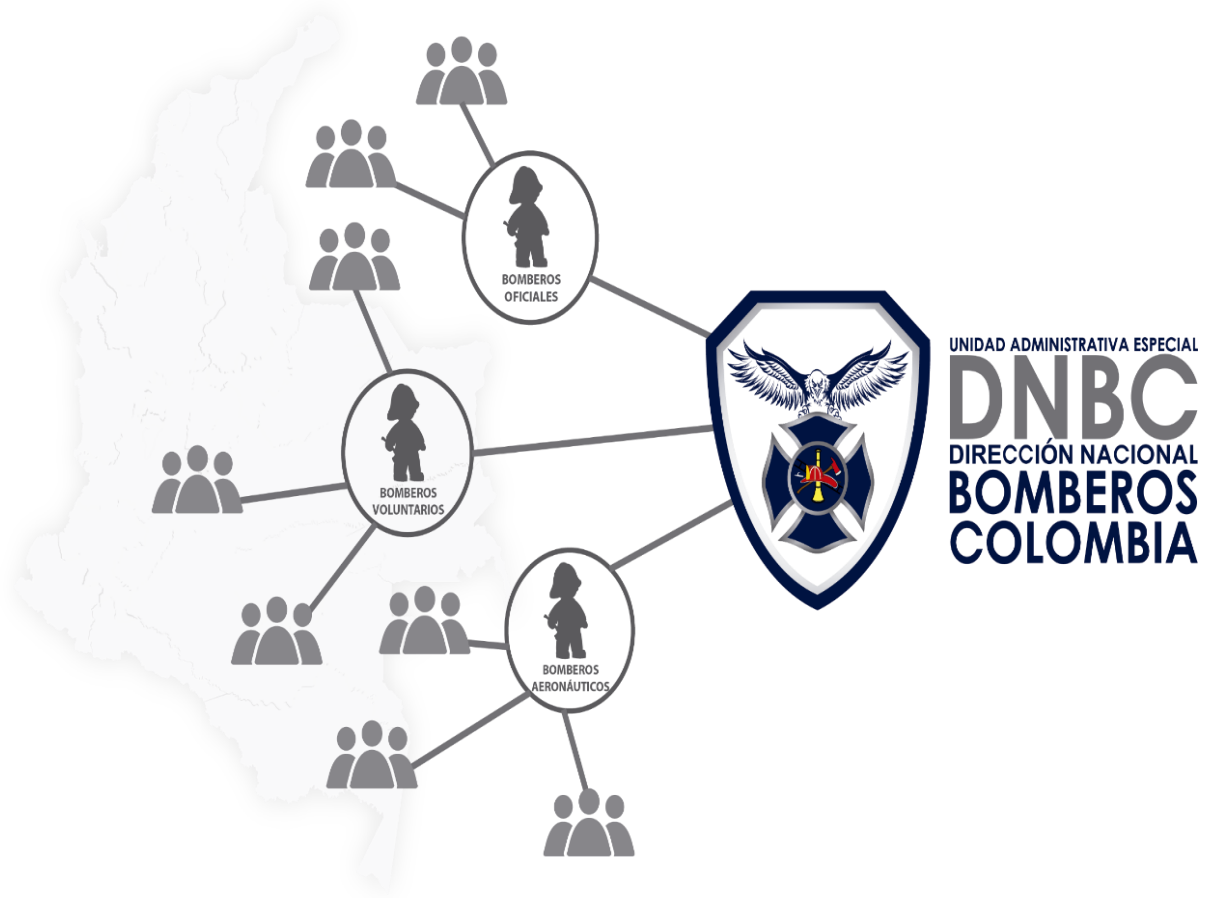 BOMBEROS
OFICIALES
BOMBEROS
VOLUNTARIOS
BOMBEROS
AERONÁUTICOS
UNIDAD ADMINISTRATIVA ESPECIAL
DNBC
DIRECCIÓN NACIONAL
BOMBEROS
COLOMBIA